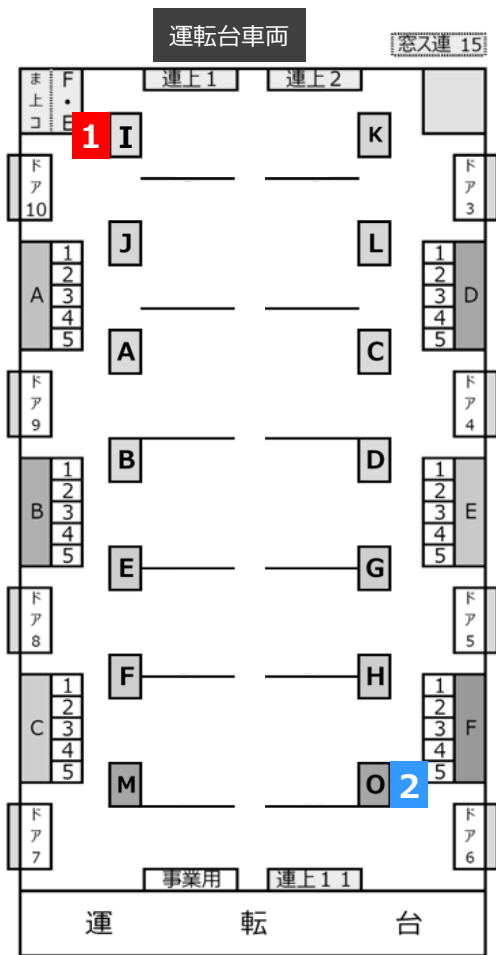 運転台車両
窓ス連 15
ま上コ
F・E
連上1
連上2
1
I
K
ドア10
ドア3
J
L
A
1
2
3
4
5
1
2
3
4
5
D
A
C
ドア9
ドア4
B
D
B
1
2
3
4
5
1
2
3
4
5
E
E
G
ドア8
ドア5
F
H
C
1
2
3
4
5
1
2
3
4
5
F
M
O
2
ドア7
ドア6
事業用
連上11
運転台